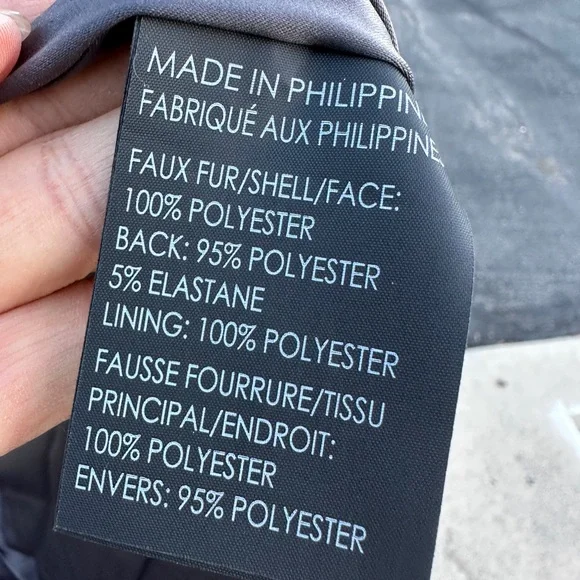 MADE IN PHILIPPIN
FABRIQUÉ AUX PHILIPPINE
FAUX FUR/SHELL/FACE:
100% POLYESTER
BACK: 95% POLYESTER
5% ELASTANE
LINING: 100% POLYESTER
FAUSSE FOURRURE/TISSU
PRINCIPAL/ENDROIT:
100% POLYESTER
ENVERS: 95% POLYESTER